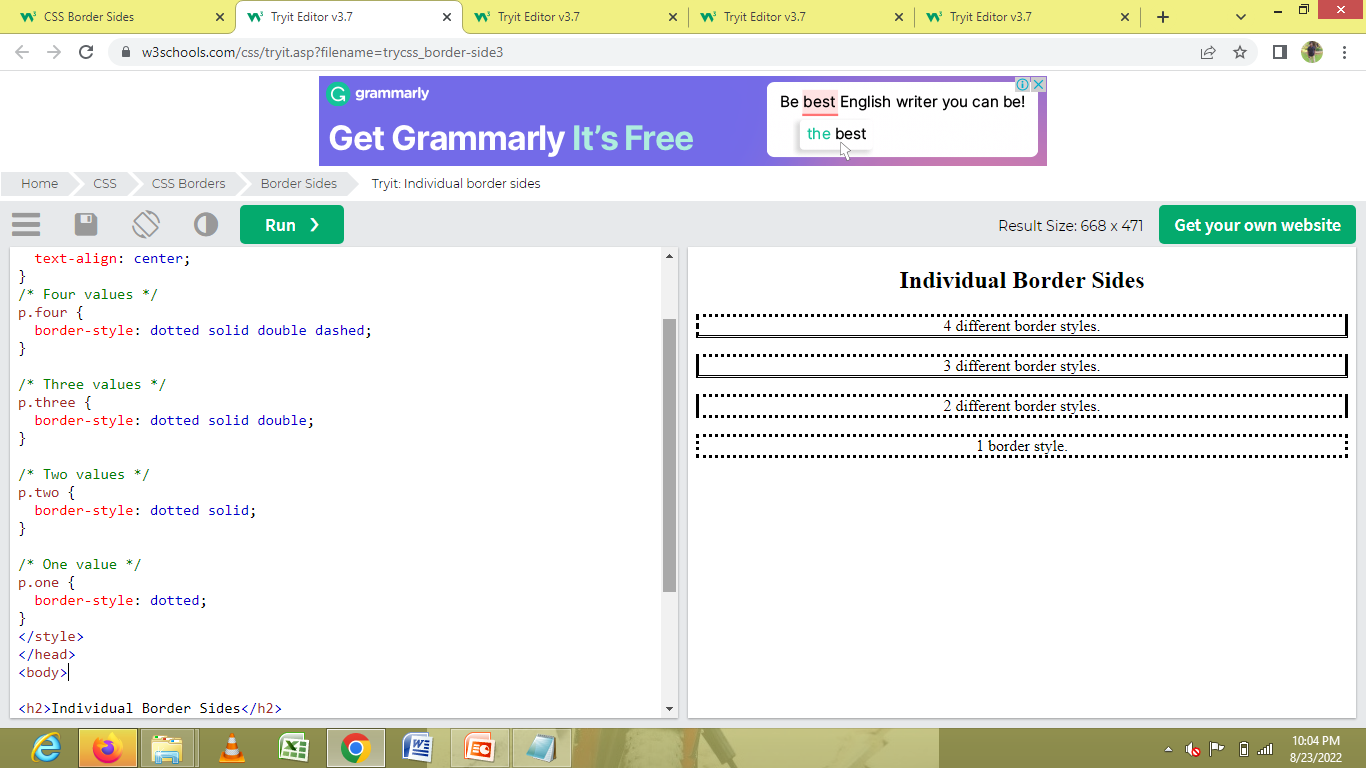 CSS Border Sides
Tryit Editor v3.7
Tryit Editor v3.7
Tryit Editor v3.7
Tryit Editor v3.7
w3schools.com/css/tryit.asp?filename=trycss_border-side3
grammarly
Get Grammarly It's Free
Be best English writer you can be!
the best
Home
CSS
CSS Borders
Border Sides
Tryit: Individual border sides
Run ❯
Result Size: 668 x 471
Get your own website
text-align: center;
}
/* Four values */
p.four {
border-style: dotted solid double dashed;
}
/* Three values */
p.three {
border-style: dotted solid double;
}
/* Two values */
p.two {
border-style: dotted solid;
}
/* One value */
p.one {
border-style: dotted;
}
</style>
</head>
<body>
<h2>Individual Border Sides</h2>
Individual Border Sides
4 different border styles.
3 different border styles.
2 different border styles.
1 border style.
10:04 PM
8/23/2022